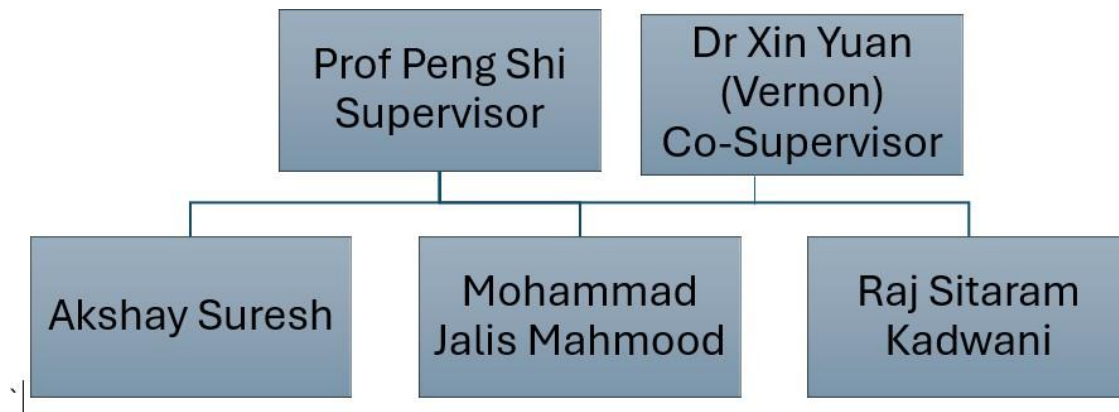 Prof Peng Shi
Supervisor
Dr Xin Yuan
(Vernon)
Co-Supervisor
Akshay Suresh
Mohammad
Jalis Mahmood
Raj Sitaram
Kadwani
`